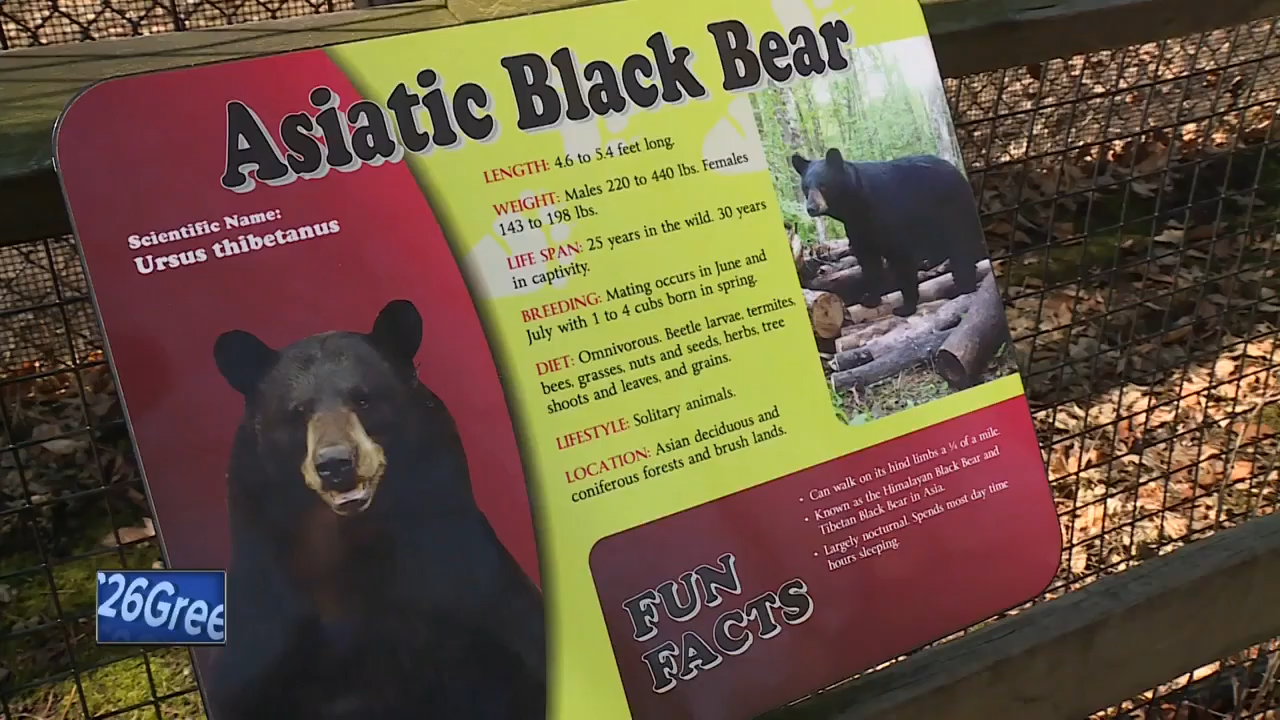 Asiatic Black Bear
Scientific Name:
Ursus thibetanus
LENGTH: 4.6 to 5.4 feet long.
WEIGHT: Males 220 to 440 lbs. Females
143 to 198 lbs.
LIFE SPAN: 25 years in the wild. 30 years
in captivity.
BREEDING: Mating occurs in June and
July with 1 to 4 cubs born in spring.
DIET: Omnivorous. Beetle larvae, termites,
bees, grasses, nuts and seeds, herbs, tree
shoots and leaves, and grains.
LIFESTYLE: Solitary animals.
LOCATION: Asian deciduous and
coniferous forests and brush lands.
FUN
FACTS
• Can walk on its hind limbs a ¼ of a mile.
• Known as the Himalayan Black Bear and
Tibetan Black Bear in Asia.
• Largely nocturnal. Spends most day time
hours sleeping.
26Gree